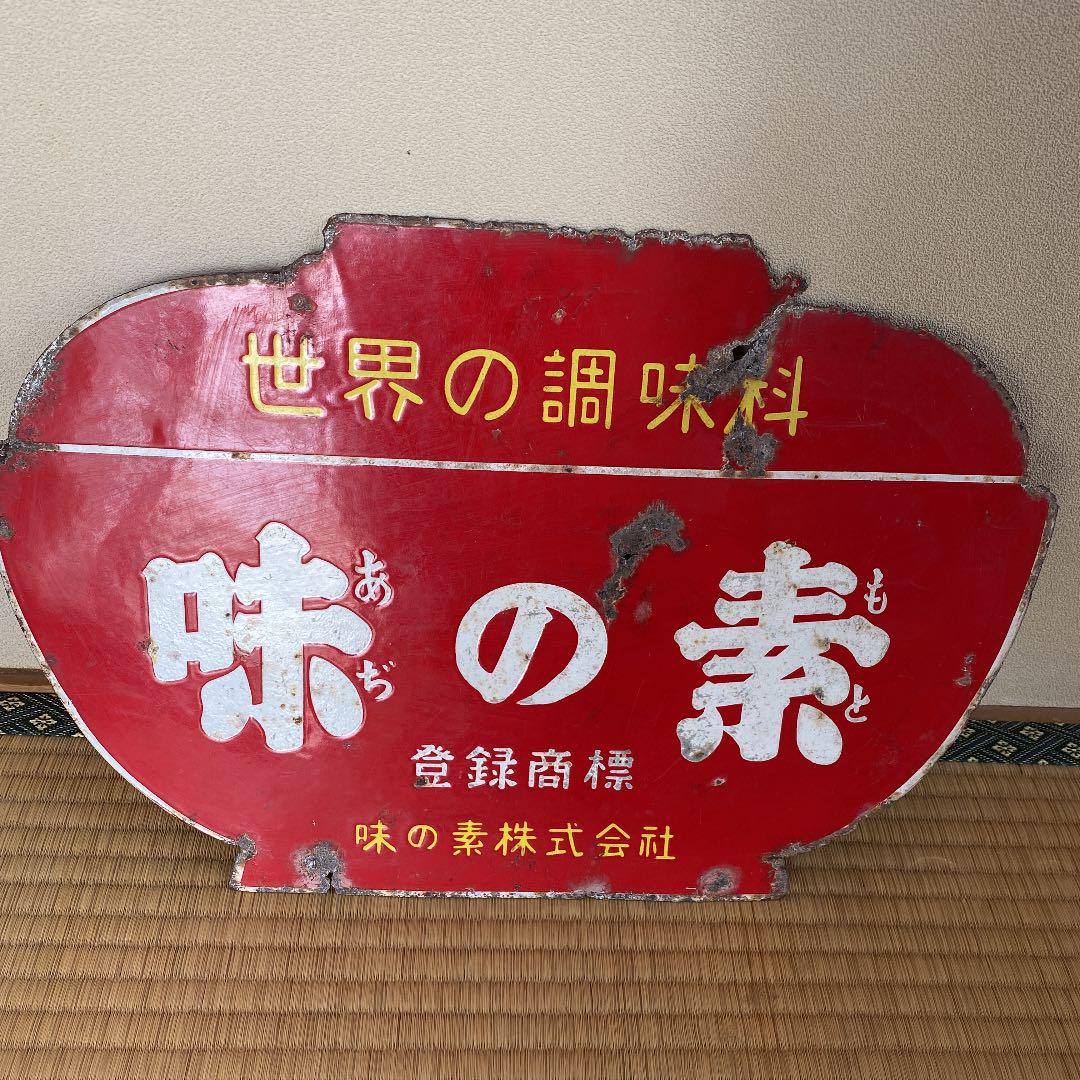 世界の調味料
味の素
あぢ
もと
登録商標
味の素株式会社